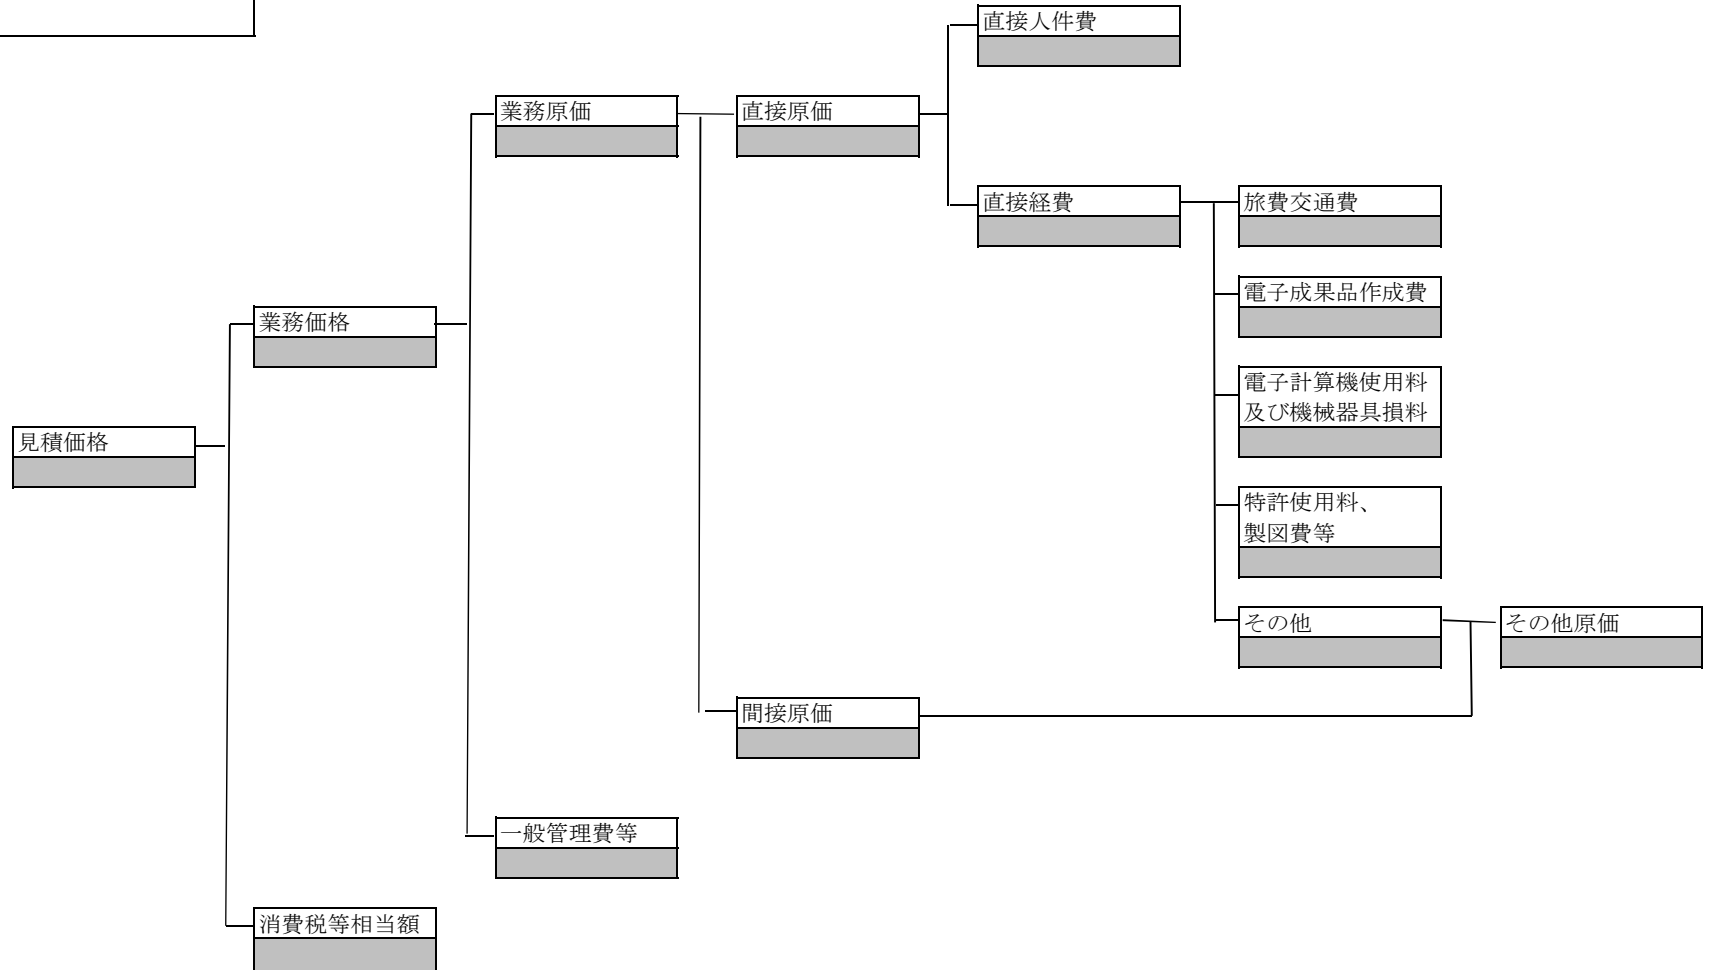 直接人件費
業務原価
直接原価
直接経費
旅費交通費
電子成果品作成費
業務価格
電子計算機使用料
及び機械器具損料
見積価格
特許使用料、
製図費等
その他
その他原価
間接原価
一般管理費等
消費税等相当額